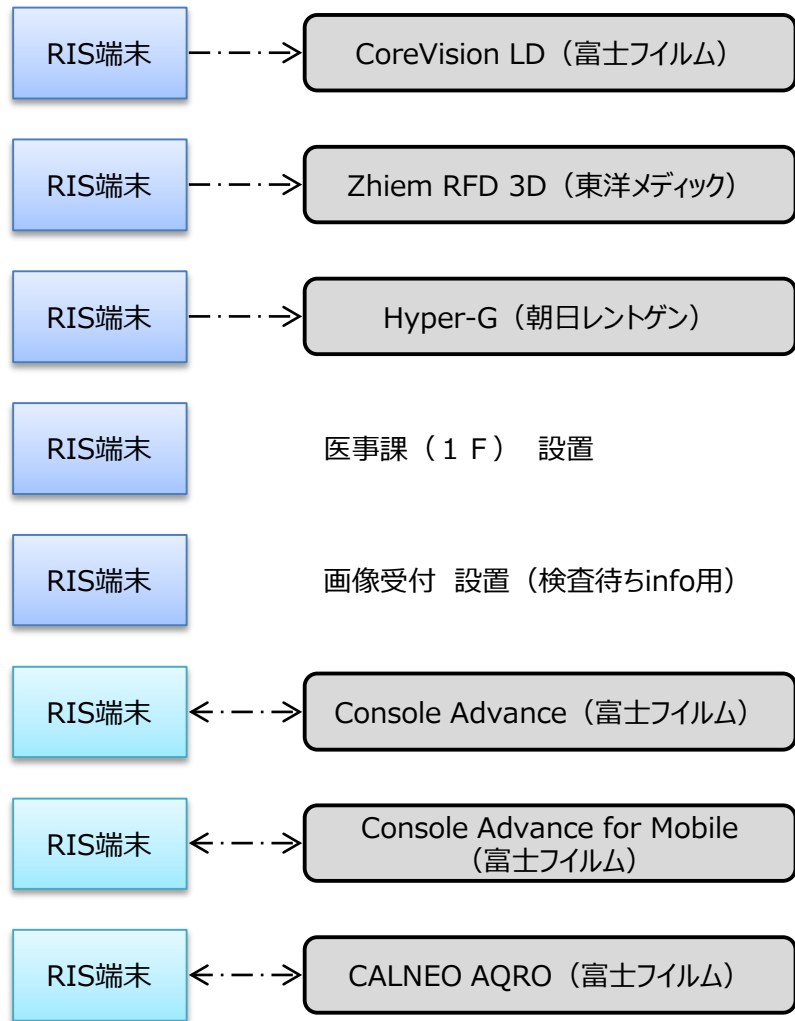 RIS端末
CoreVision LD（富士フイルム）
RIS端末
Zhiem RFD 3D（東洋メディック）
RIS端末
Hyper-G（朝日レントゲン）
RIS端末
医事課（１Ｆ） 設置
RIS端末
画像受付 設置（検査待ちinfo用）
RIS端末
Console Advance（富士フイルム）
RIS端末
Console Advance for Mobile
（富士フイルム）
RIS端末
CALNEO AQRO（富士フイルム）